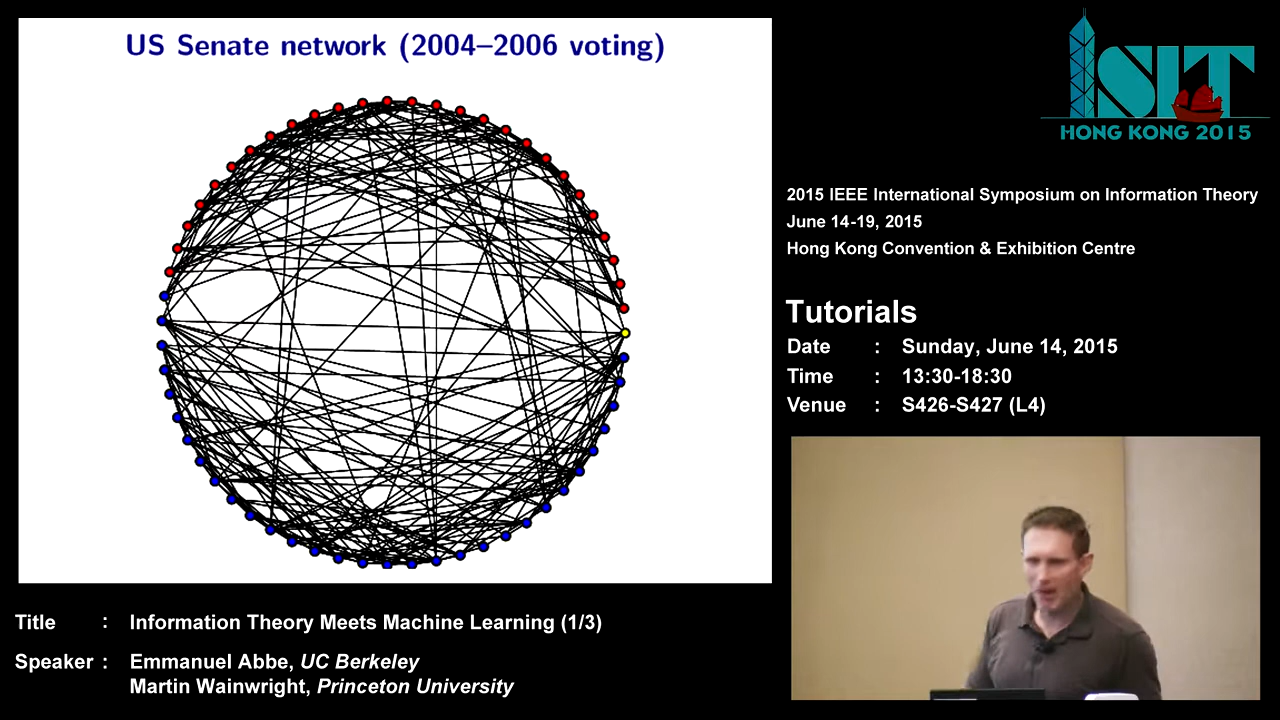 US Senate network (2004–2006 voting)
ISIT
HONG KONG 2015
2015 IEEE International Symposium on Information Theory
June 14-19, 2015
Hong Kong Convention & Exhibition Centre
Tutorials
Date : Sunday, June 14, 2015
Time : 13:30-18:30
Venue : S426-S427 (L4)
Title : Information Theory Meets Machine Learning (1/3)
Speaker : Emmanuel Abbe, UC Berkeley
Martin Wainwright, Princeton University